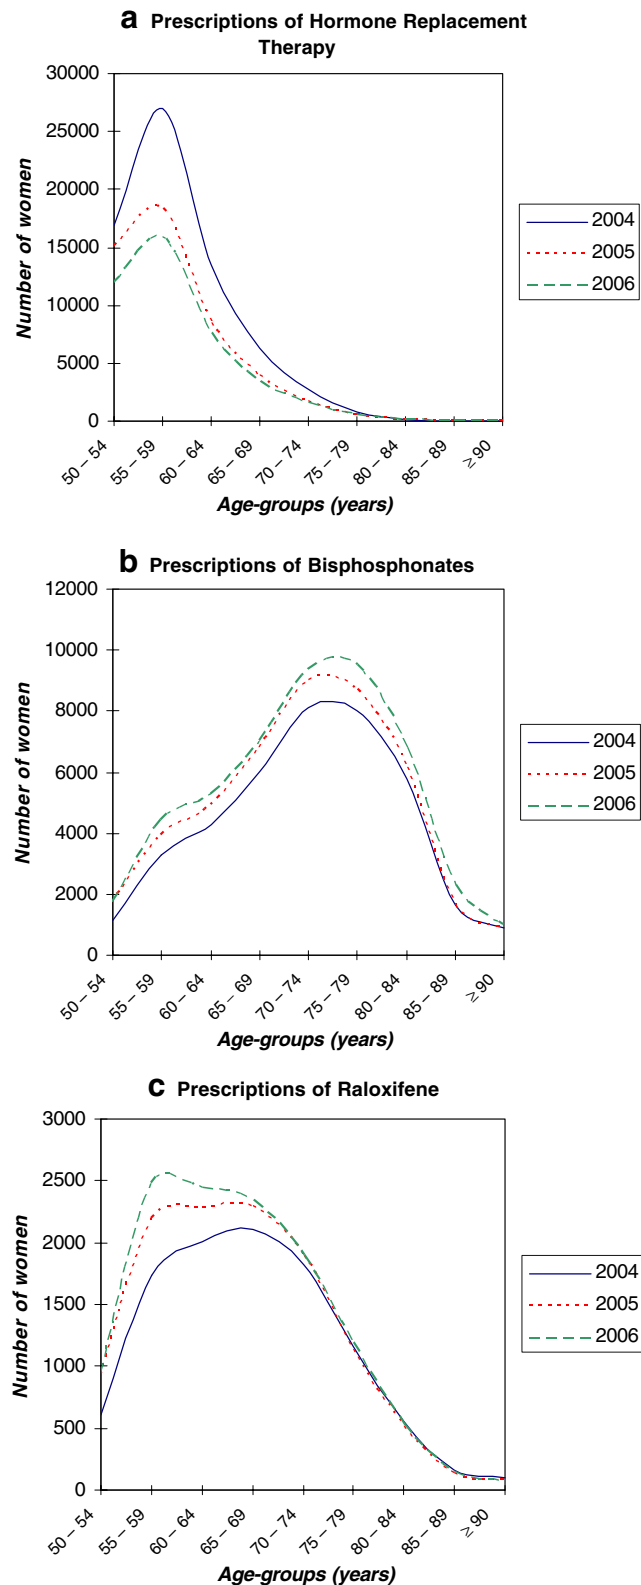 a Prescriptions of Hormone Replacement
Therapy
30000
25000
20000
15000
10000
5000
0
Number of women
50 – 54
55 – 59
60 – 64
65 – 69
70 – 74
75 – 79
80 – 84
85 – 89
≥ 90
Age-groups (years)
2004
2005
2006
b Prescriptions of Bisphosphonates
12000
10000
8000
6000
4000
2000
0
Number of women
50 – 54
55 – 59
60 – 64
65 – 69
70 – 74
75 – 79
80 – 84
85 – 89
≥ 90
Age-groups (years)
2004
2005
2006
c Prescriptions of Raloxifene
3000
2500
2000
1500
1000
500
0
Number of women
50 – 54
55 – 59
60 – 64
65 – 69
70 – 74
75 – 79
80 – 84
85 – 89
≥ 90
Age-groups (years)
2004
2005
2006